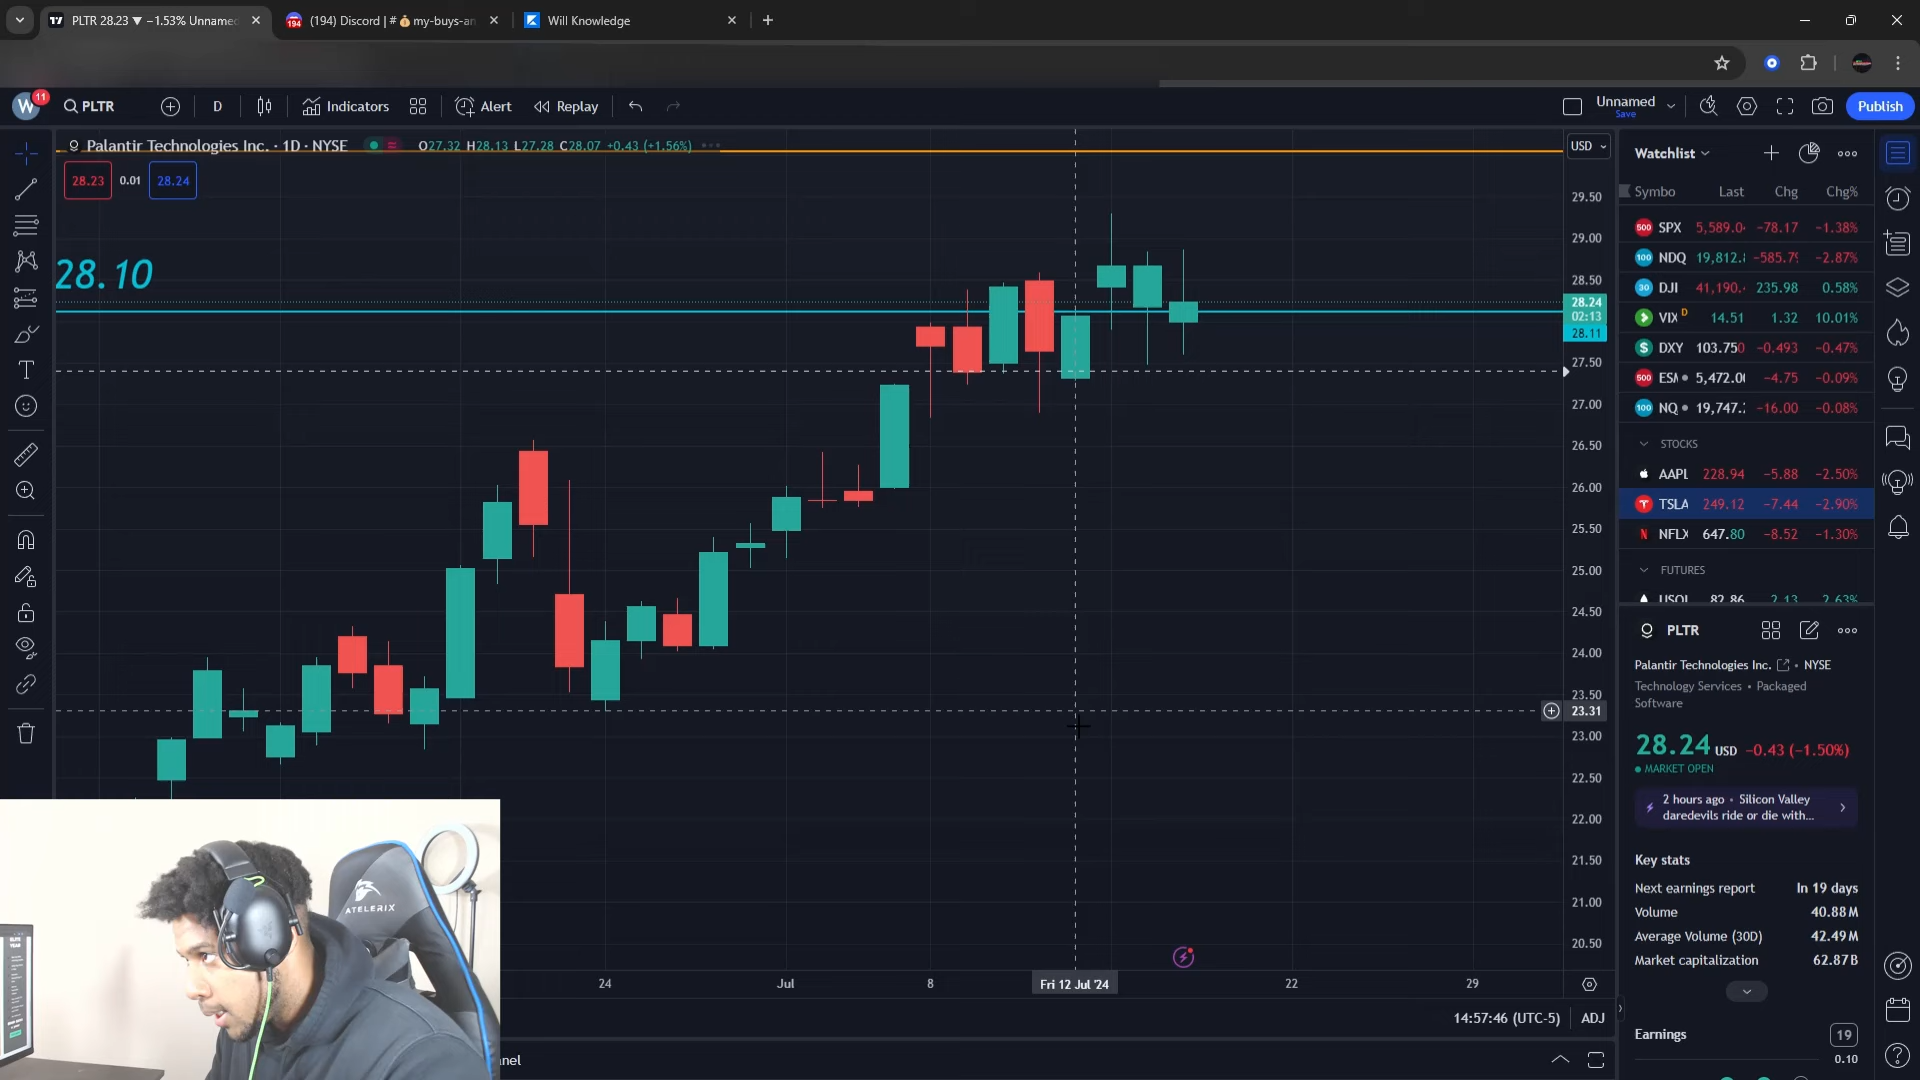 PLTR 28.23 ▼ −1.53% Unnamed
(194) Discord | # 💰my-buys-an
Will Knowledge
W 11 PLTR D Indicators Alert Replay Unnamed Save Publish
Palantir Technologies Inc. · 1D · NYSE O27.32 H28.13 L27.28 C28.07 +0.43 (+1.56%)
28.23 0.01 28.24
28.10
USD
29.50
29.00
28.50
28.24
02:13
28.11
27.50
27.00
26.50
26.00
25.50
25.00
24.50
24.00
23.50
23.31
23.00
22.50
22.00
21.50
21.00
20.50
24 Jul 8 Fri 12 Jul '24 22 29
14:57:46 (UTC-5) ADJ
nel
ATELERIX
Watchlist
Symbo Last Chg Chg%
SPX 5,589.0 −78.17 −1.38%
NDQ 19,812. −585.7 −2.87%
DJI 41,190. 235.98 0.58%
VIX D 14.51 1.32 10.01%
DXY 103.750 −0.493 −0.47%
ES 5,472.0 −4.75 −0.09%
NQ 19,747. −16.00 −0.08%
STOCKS
AAPL 228.94 −5.88 −2.50%
TSLA 249.12 −7.44 −2.90%
NFLX 647.80 −8.52 −1.30%
FUTURES
USOI 82.86 2.13 2.63%
PLTR
Palantir Technologies Inc. • NYSE
Technology Services • Packaged
Software
28.24 USD −0.43 (−1.50%)
MARKET OPEN
2 hours ago • Silicon Valley
daredevils ride or die with...
Key stats
Next earnings report In 19 days
Volume 40.88M
Average Volume (30D) 42.49M
Market capitalization 62.87B
Earnings 19
0.10